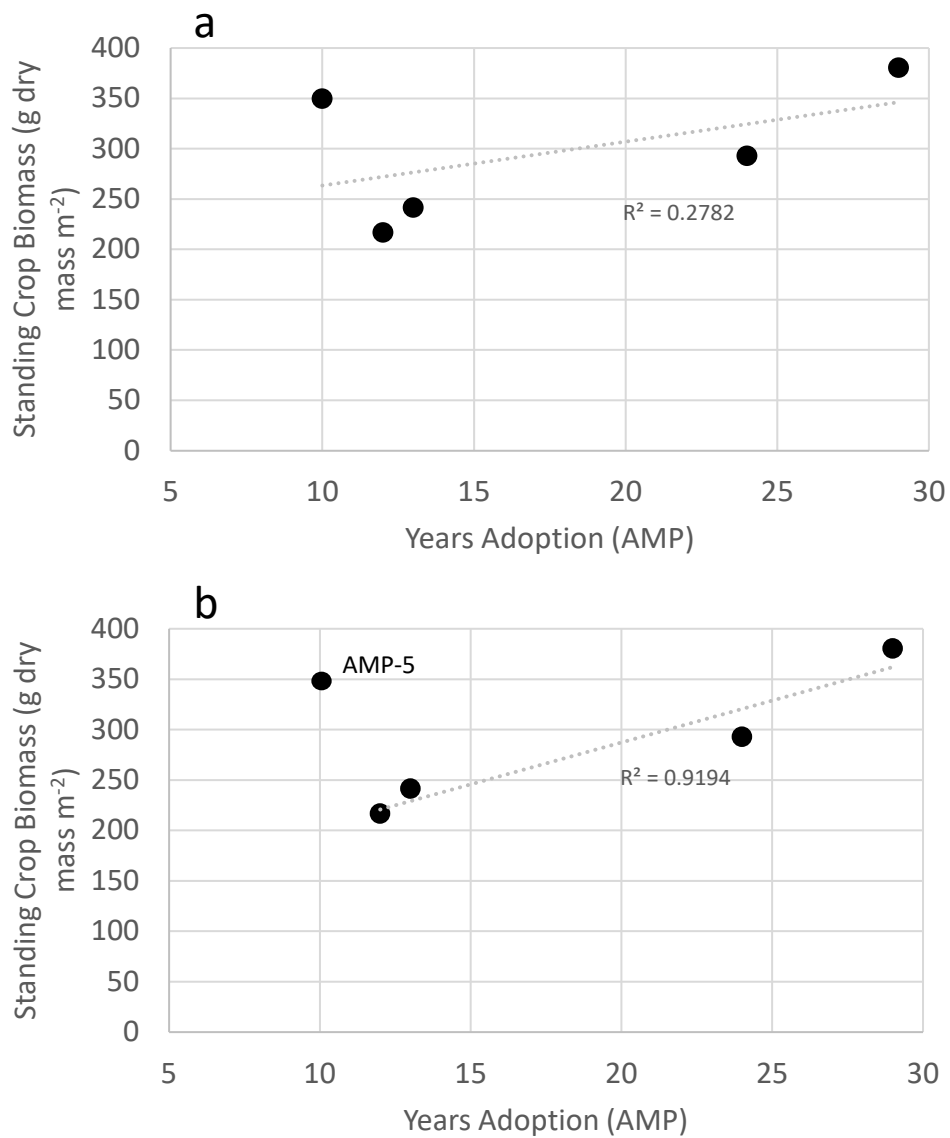 a
Standing Crop Biomass (g dry
mass m⁻²)
400
350
300
250
200
150
100
50
0
R² = 0.2782
5 10 15 20 25 30
Years Adoption (AMP)
b
Standing Crop Biomass (g dry
mass m⁻²)
400
350
300
250
200
150
100
50
0
AMP-5
R² = 0.9194
5 10 15 20 25 30
Years Adoption (AMP)